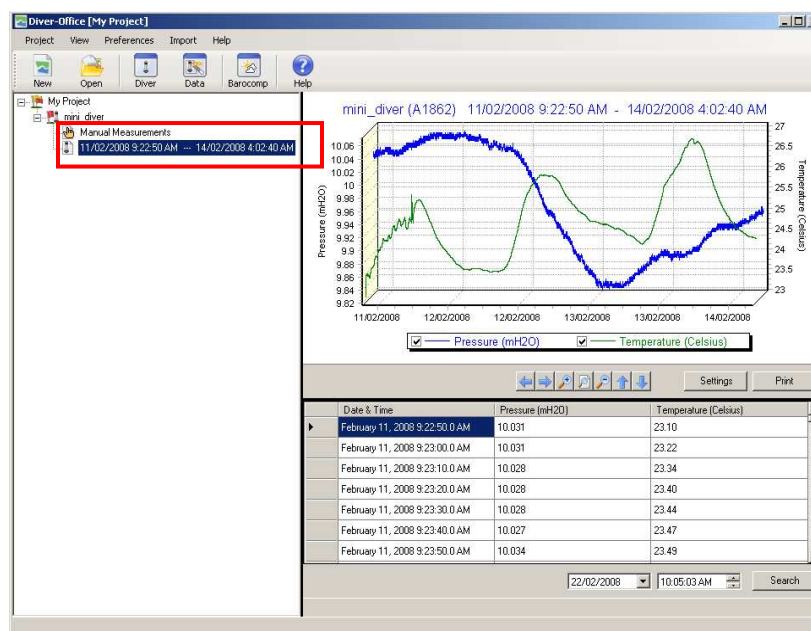 Diver-Office [My Project]
Project View Preferences Import Help
New Open Diver Data Barocomp Help
My Project
mini_diver
Manual Measurements
11/02/2008 9:22:50 AM --- 14/02/2008 4:02:40 AM
mini_diver (A1862) 11/02/2008 9:22:50 AM - 14/02/2008 4:02:40 AM
Pressure (mH2O)
10.06
10.04
10.02
10
9.98
9.96
9.94
9.92
9.9
9.88
9.86
9.84
9.82
27
26.5
26
25.5
25
24.5
24
23.5
23
Temperature (Celsius)
11/02/2008 12/02/2008 12/02/2008 13/02/2008 13/02/2008 14/02/2008
Pressure (mH2O) Temperature (Celsius)
Settings Print
Date & Time Pressure (mH2O) Temperature (Celsius)
February 11, 2008 9:22:50.0 AM 10.031 23.10
February 11, 2008 9:23:00.0 AM 10.031 23.22
February 11, 2008 9:23:10.0 AM 10.028 23.34
February 11, 2008 9:23:20.0 AM 10.028 23.40
February 11, 2008 9:23:30.0 AM 10.028 23.44
February 11, 2008 9:23:40.0 AM 10.027 23.47
February 11, 2008 9:23:50.0 AM 10.034 23.49
22/02/2008 10:05:03 AM Search